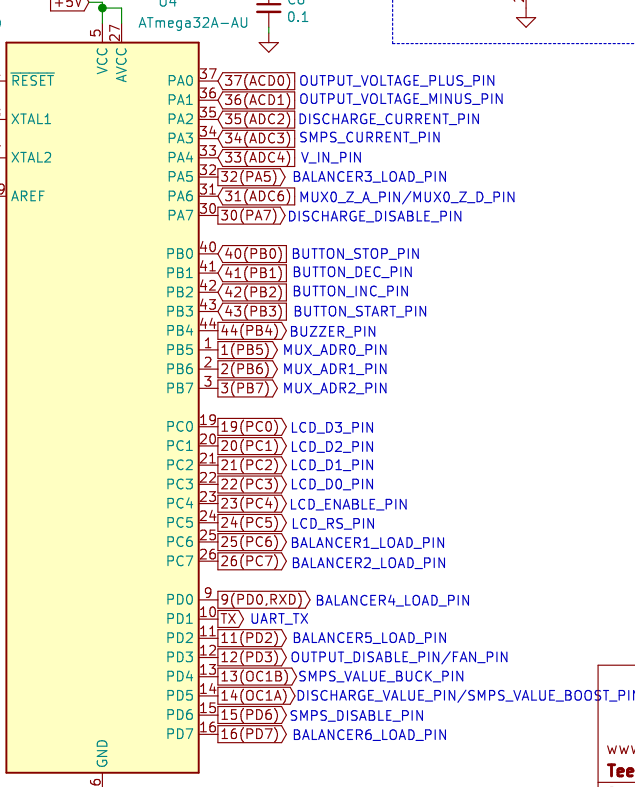 +5V
U4
ATmega32A-AU
0.1
5
27
VCC
AVCC
RESET
XTAL1
XTAL2
AREF
PA0 37 37(ACD0) OUTPUT_VOLTAGE_PLUS_PIN
PA1 36 36(ACD1) OUTPUT_VOLTAGE_MINUS_PIN
PA2 35 35(ADC2) DISCHARGE_CURRENT_PIN
PA3 34 34(ADC3) SMPS_CURRENT_PIN
PA4 33 33(ADC4) V_IN_PIN
PA5 32 32(PA5) BALANCER3_LOAD_PIN
PA6 31 31(ADC6) MUX0_Z_A_PIN/MUX0_Z_D_PIN
PA7 30 30(PA7) DISCHARGE_DISABLE_PIN
PB0 40 40(PB0) BUTTON_STOP_PIN
PB1 41 41(PB1) BUTTON_DEC_PIN
PB2 42 42(PB2) BUTTON_INC_PIN
PB3 43 43(PB3) BUTTON_START_PIN
PB4 44 44(PB4) BUZZER_PIN
PB5 1 1(PB5) MUX_ADR0_PIN
PB6 2 2(PB6) MUX_ADR1_PIN
PB7 3 3(PB7) MUX_ADR2_PIN
PC0 19 19(PC0) LCD_D3_PIN
PC1 20 20(PC1) LCD_D2_PIN
PC2 21 21(PC2) LCD_D1_PIN
PC3 22 22(PC3) LCD_D0_PIN
PC4 23 23(PC4) LCD_ENABLE_PIN
PC5 24 24(PC5) LCD_RS_PIN
PC6 25 25(PC6) BALANCER1_LOAD_PIN
PC7 26 26(PC7) BALANCER2_LOAD_PIN
PD0 9 9(PD0,RXD) BALANCER4_LOAD_PIN
PD1 10 TX UART_TX
PD2 11 11(PD2) BALANCER5_LOAD_PIN
PD3 12 12(PD3) OUTPUT_DISABLE_PIN/FAN_PIN
PD4 13 13(OC1B) SMPS_VALUE_BUCK_PIN
PD5 14 14(OC1A) DISCHARGE_VALUE_PIN/SMPS_VALUE_BOOST_PIN
PD6 15 15(PD6) SMPS_DISABLE_PIN
PD7 16 16(PD7) BALANCER6_LOAD_PIN
GND
6
www
Tee